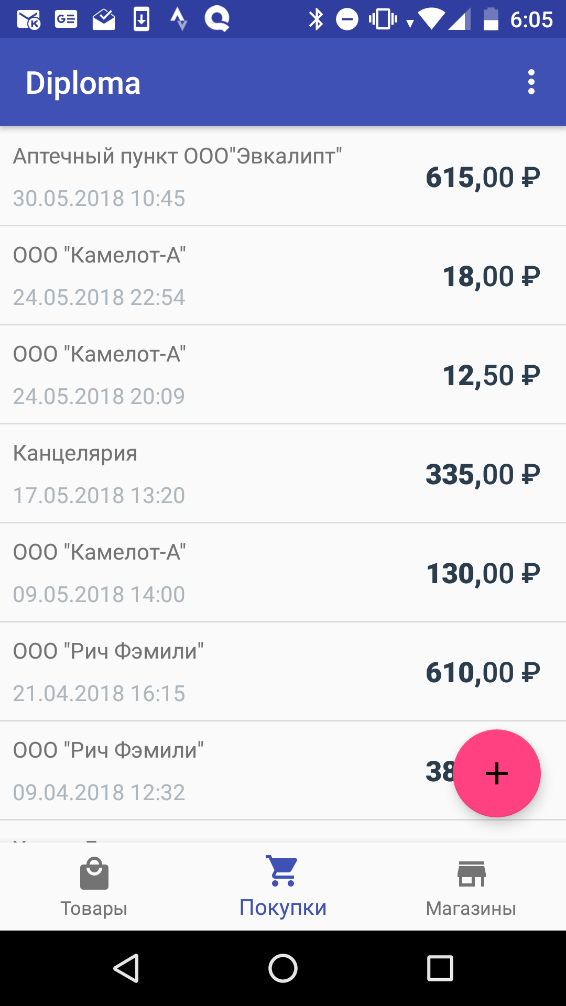 6:05
Diploma
Аптечный пункт ООО"Эвкалипт"
615,00 ₽
30.05.2018 10:45
ООО "Камелот-А"
18,00 ₽
24.05.2018 22:54
ООО "Камелот-А"
12,50 ₽
24.05.2018 20:09
Канцелярия
335,00 ₽
17.05.2018 13:20
ООО "Камелот-А"
130,00 ₽
09.05.2018 14:00
ООО "Рич Фэмили"
610,00 ₽
21.04.2018 16:15
ООО "Рич Фэмили"
09.04.2018 12:32
Товары
Покупки
Магазины